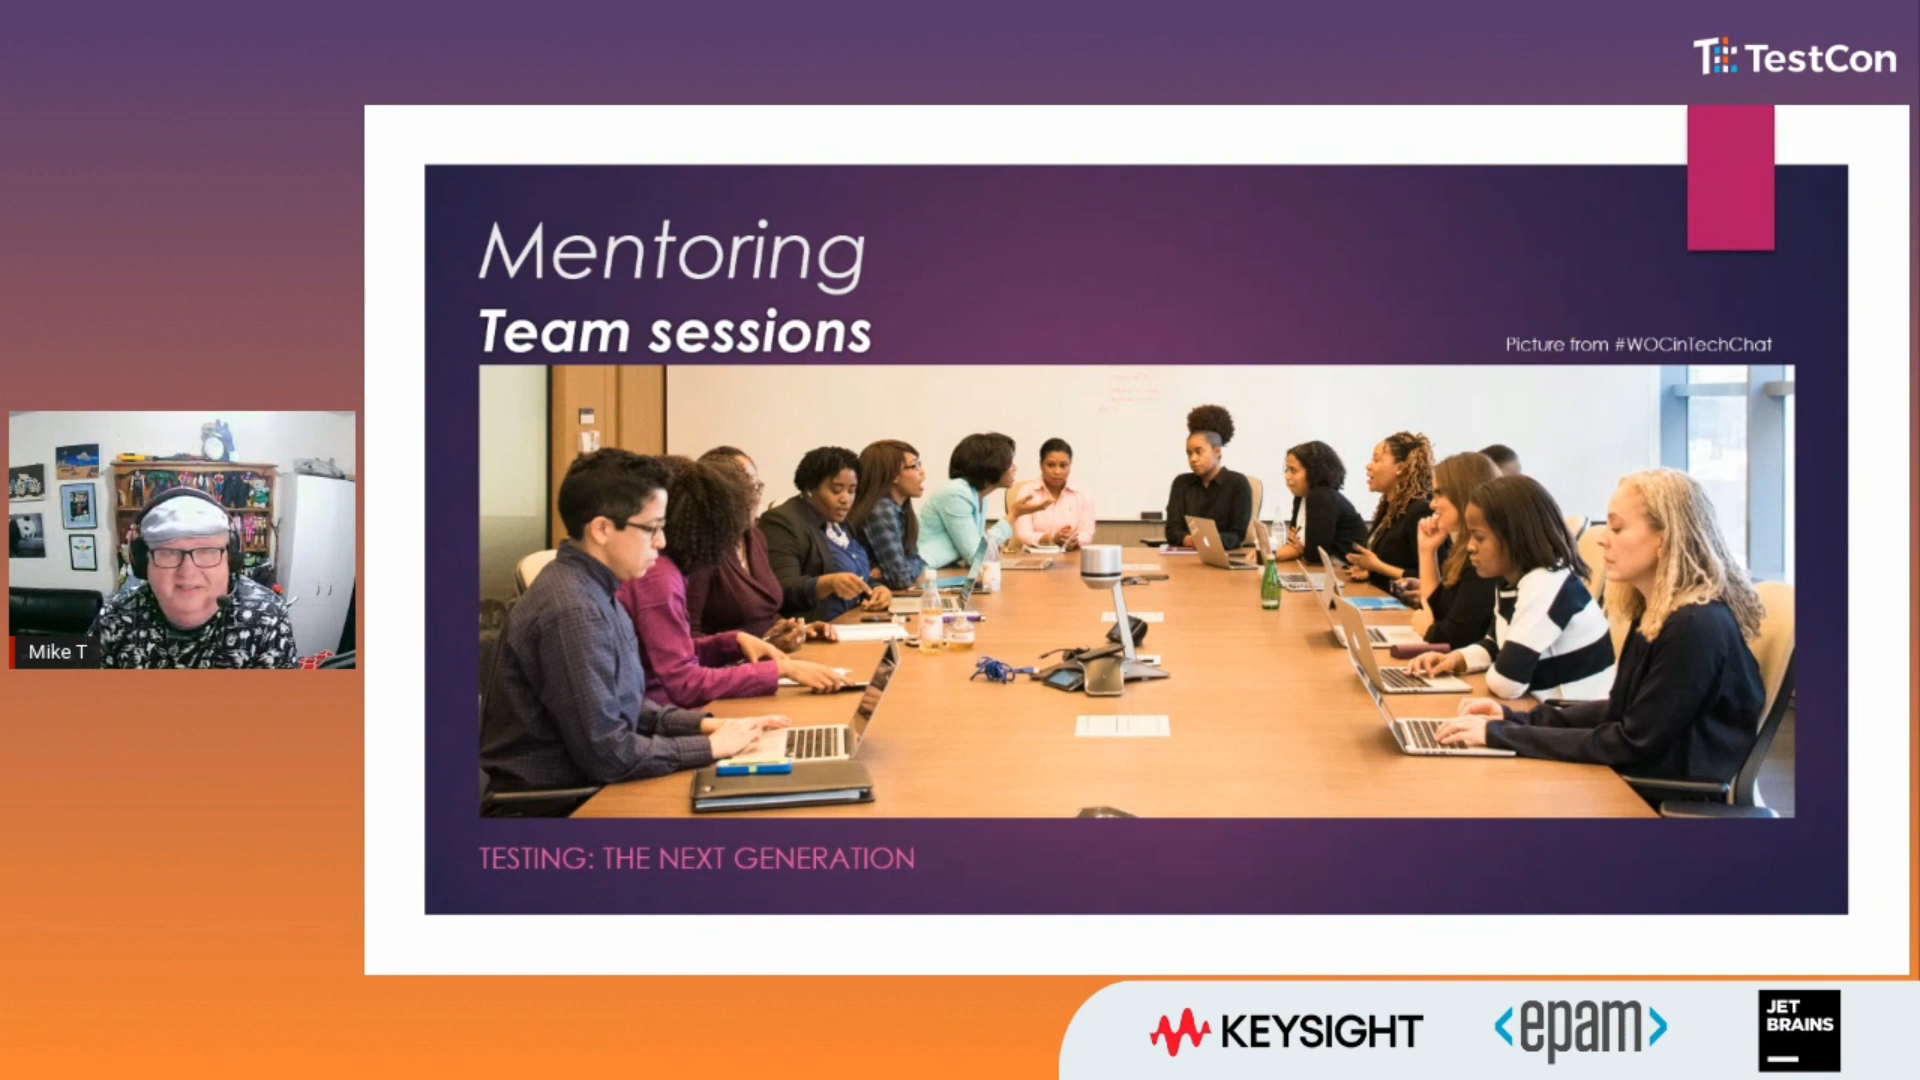 TestCon
Mentoring
Team sessions
Picture from #WOCinTechChat
Mike T
TESTING: THE NEXT GENERATION
KEYSIGHT
<epam>
JET
BRAINS